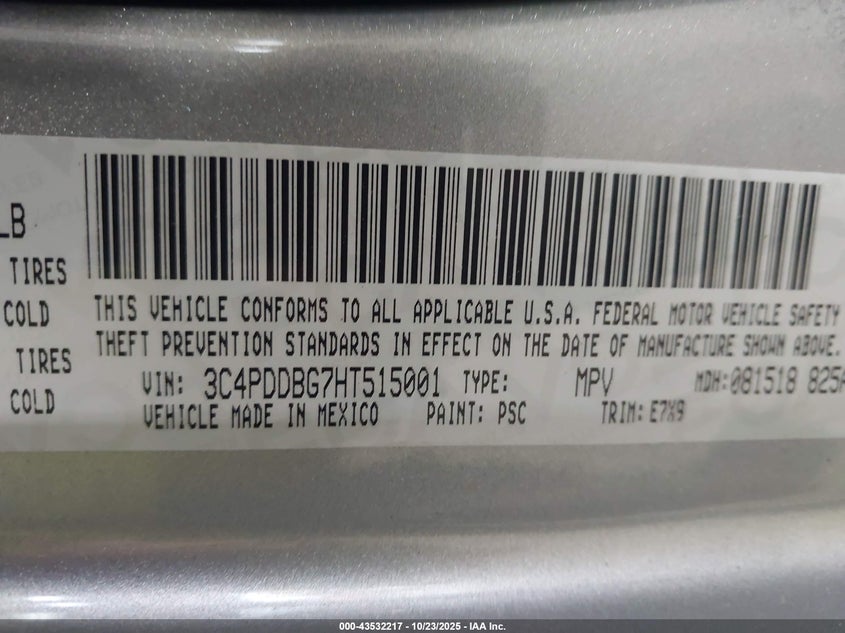 LB
TIRES
COLD
TIRES
COLD
THIS VEHICLE CONFORMS TO ALL APPLICABLE U.S.A. FEDERAL MOTOR VEHICLE SAFETY
THEFT PREVENTION STANDARDS IN EFFECT ON THE DATE OF MANUFACTURE SHOWN ABOVE.
VIN: 3C4PDDBG7HT515001 TYPE: MPV MDH:081518 825A
VEHICLE MADE IN MEXICO PAINT: PSC TRIM: E7X9
000-43532217 - 10/23/2025 - IAA Inc.